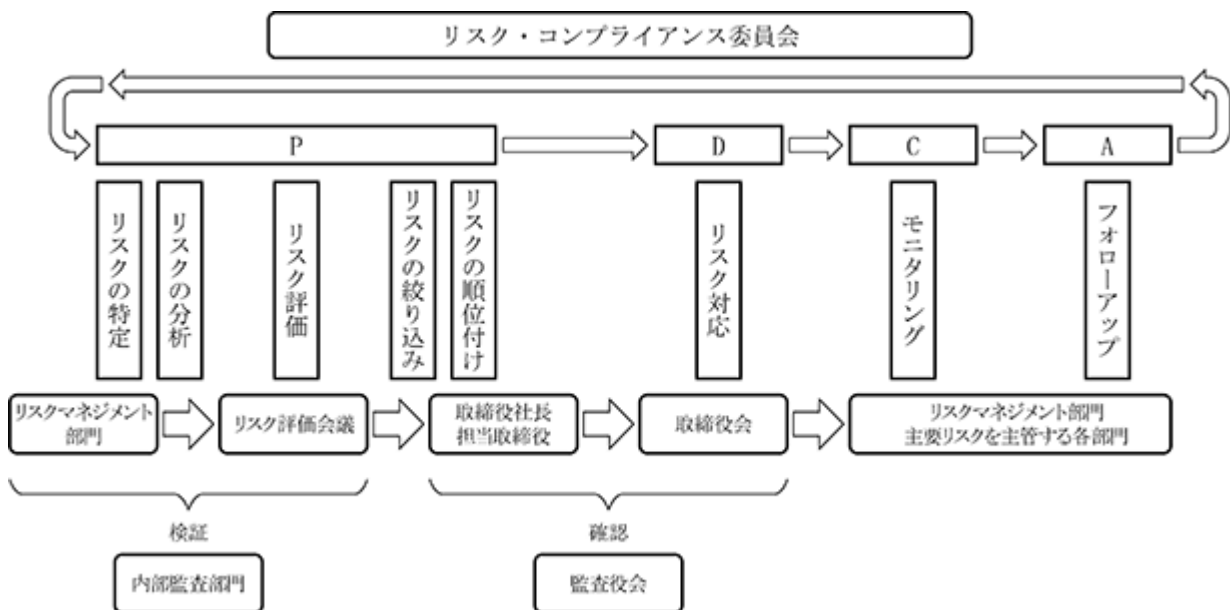 リスク・コンプライアンス委員会
P
D
C
A
リスクの特定
リスクの分析
リスク評価
リスクの絞り込み
リスクの順位付け
リスク対応
モニタリング
フォローアップ
リスクマネジメント
部門
リスク評価会議
取締役社長
担当取締役
取締役会
リスクマネジメント部門
主要リスクを主管する各部門
検証
確認
内部監査部門
監査役会